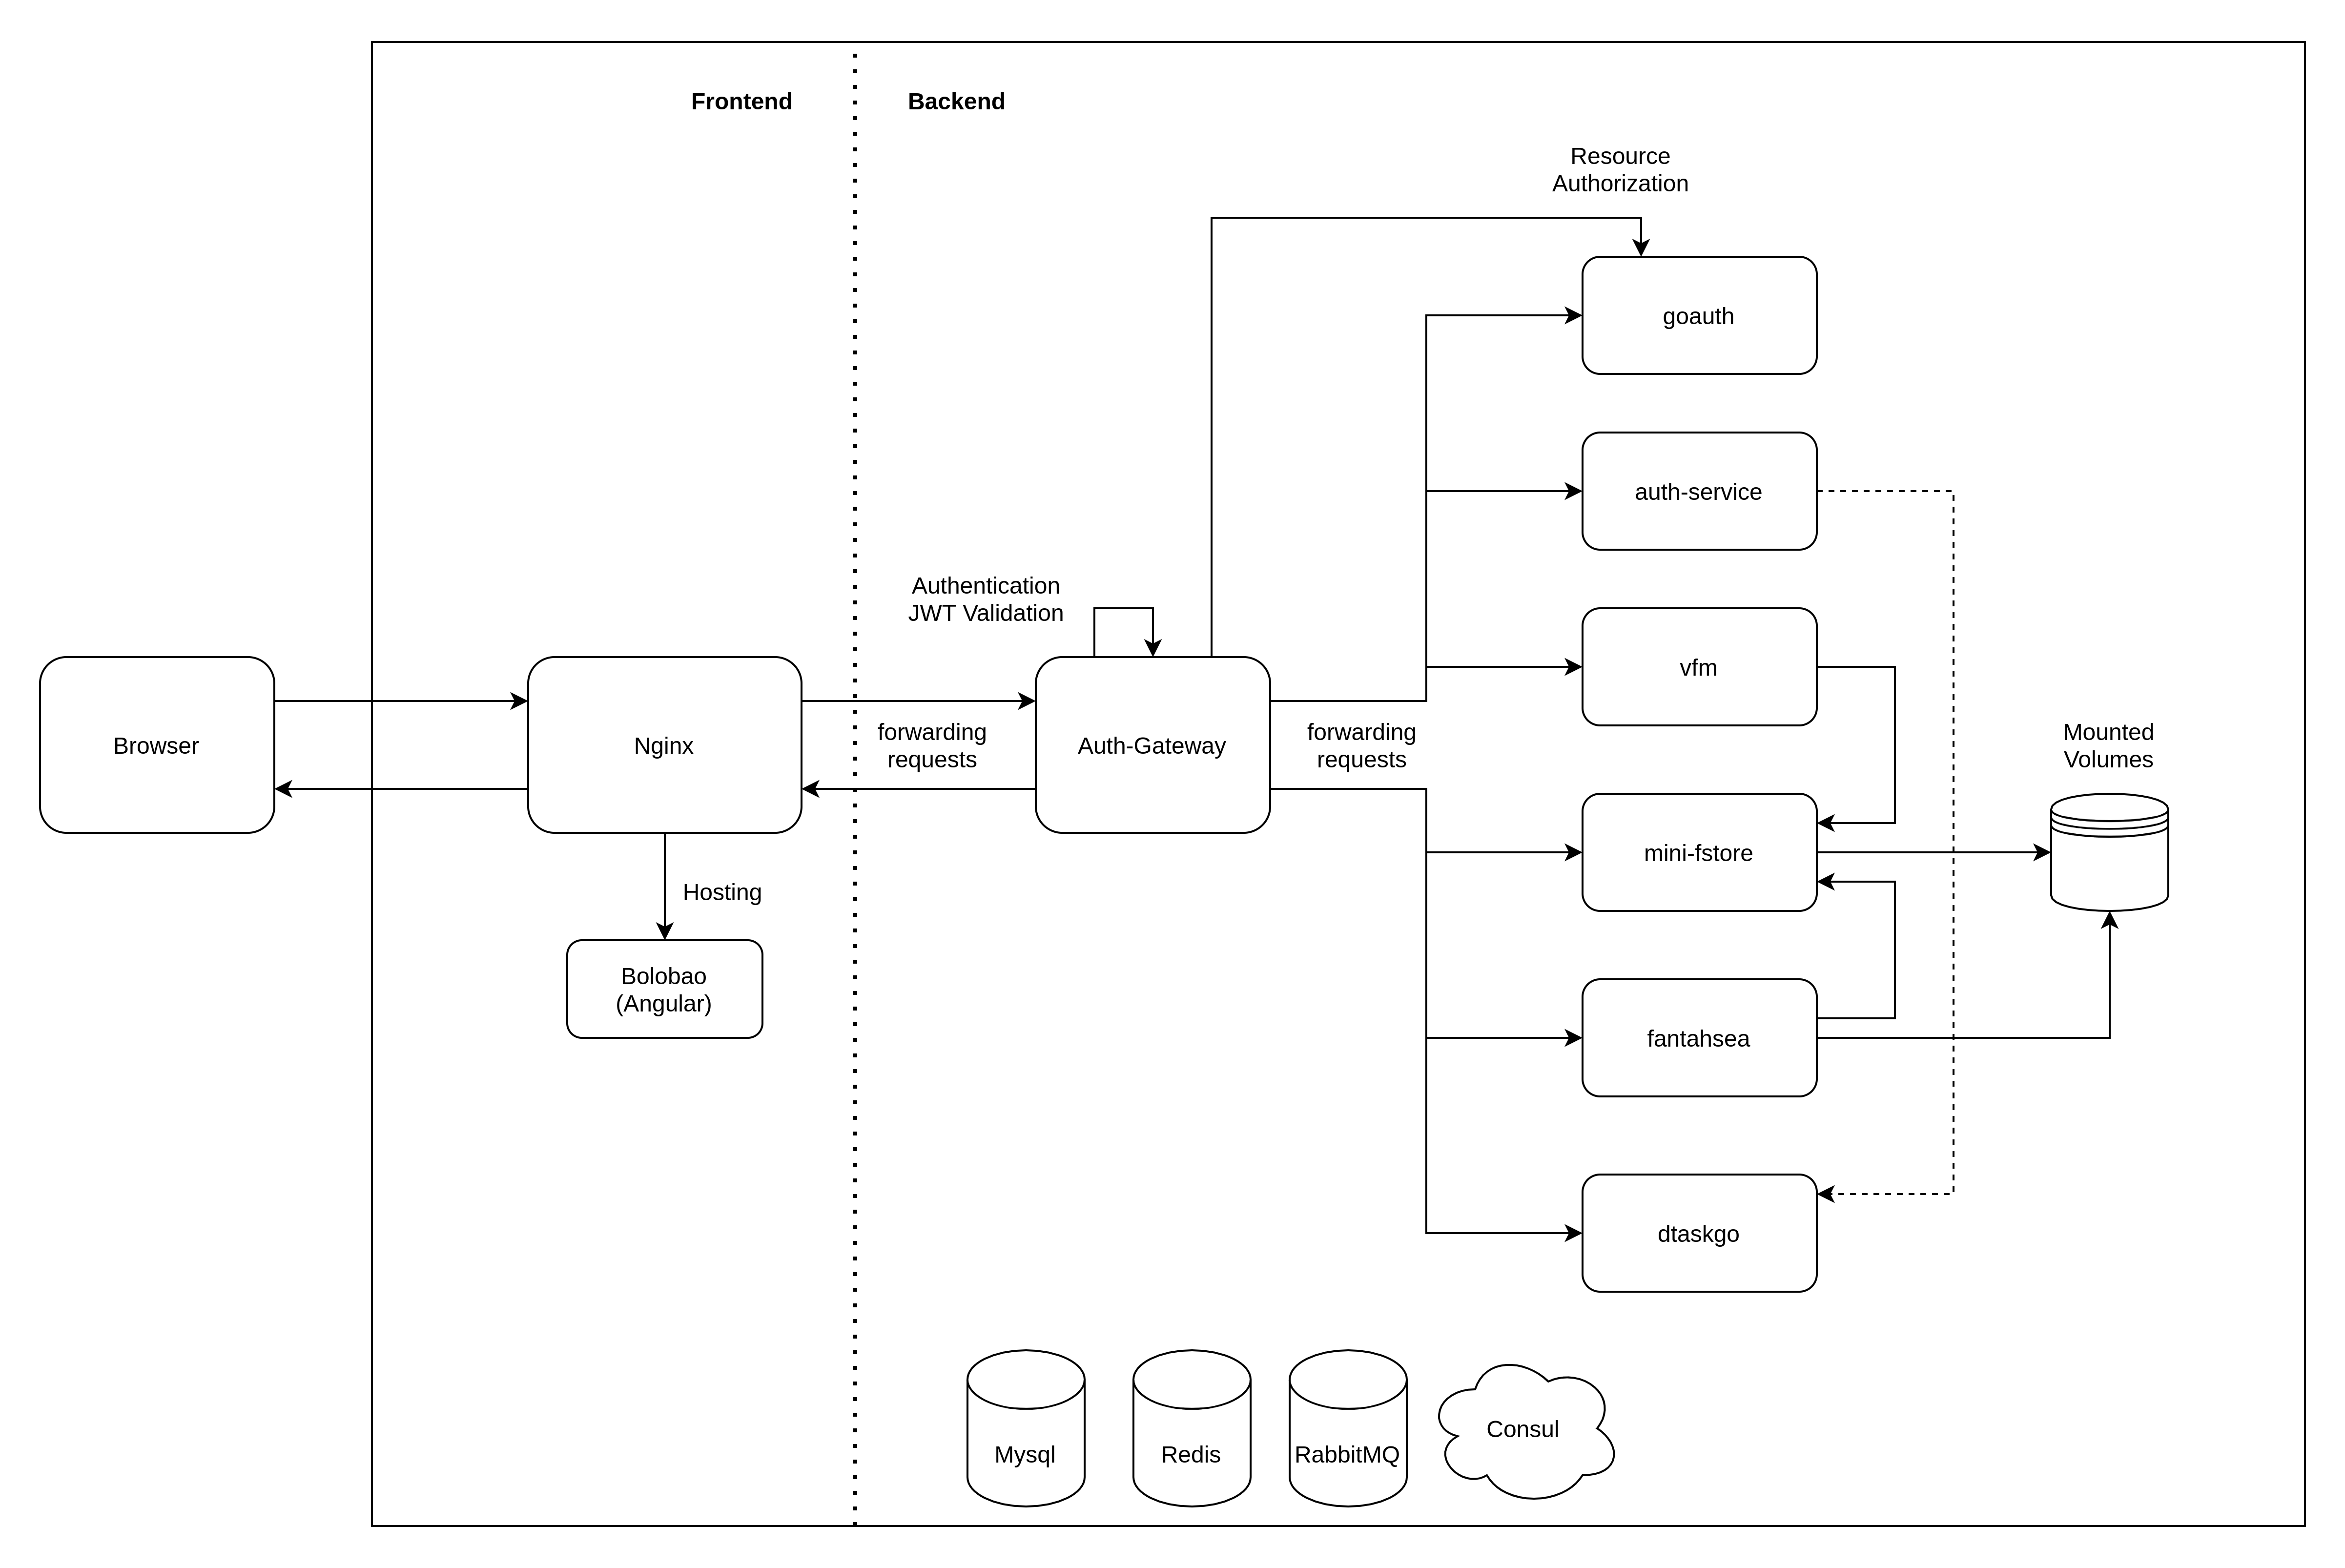 Frontend
Backend
Resource
Authorization
goauth
auth-service
Authentication
JWT Validation
vfm
Browser
Nginx
forwarding
requests
Auth-Gateway
forwarding
requests
Mounted
Volumes
mini-fstore
Hosting
Bolobao
(Angular)
fantahsea
dtaskgo
Mysql
Redis
RabbitMQ
Consul